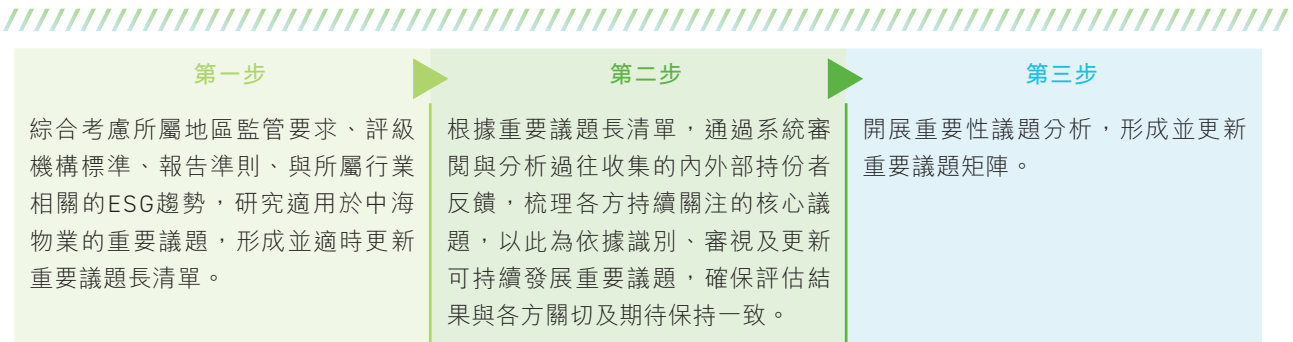 第一步
綜合考慮所屬地區監管要求、評級
機構標準、報告準則、與所屬行業
相關的ESG趨勢，研究適用於中海
物業的重要議題，形成並適時更新
重要議題長清單。
第二步
根據重要議題長清單，通過系統審
閲與分析過往收集的內外部持份者
反饋，梳理各方持續關注的核心議
題，以此為依據識別、審視及更新
可持續發展重要議題，確保評估結
果與各方關切及期待保持一致。
第三步
開展重要性議題分析，形成並更新
重要議題矩陣。